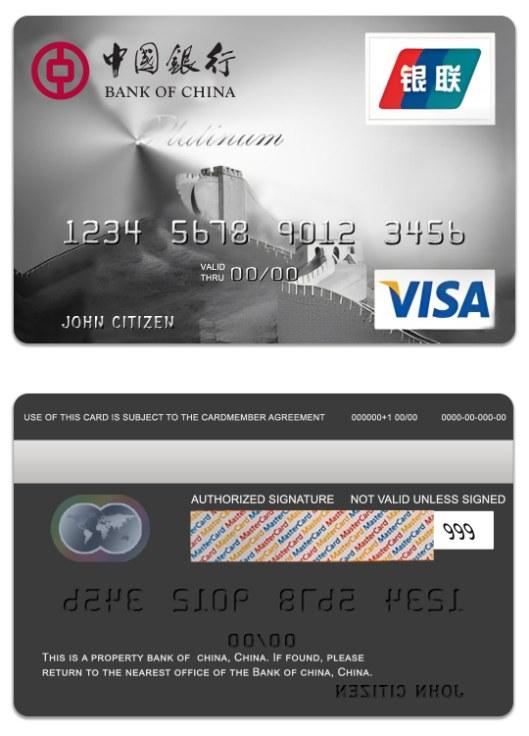 中國銀行
BANK OF CHINA
银联
Platinum
1234 5678 9012 3456
VALID
THRU 00/00
JOHN CITIZEN
VISA
USE OF THIS CARD IS SUBJECT TO THE CARDMEMBER AGREEMENT 000000+1 00/00 0000-00-000-00
AUTHORIZED SIGNATURE NOT VALID UNLESS SIGNED
MasterCard MasterCard MasterCard MasterCard
999
1234 5678 9012 3456
00/00
THIS IS A PROPERTY BANK OF CHINA, CHINA. IF FOUND, PLEASE
RETURN TO THE NEAREST OFFICE OF THE BANK OF CHINA, CHINA.
JOHN CITIZEN